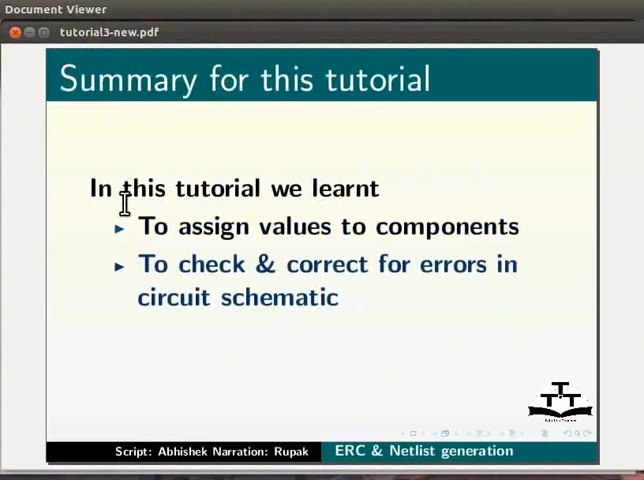 Document Viewer
tutorial3-new.pdf
Summary for this tutorial
In this tutorial we learnt
To assign values to components
To check & correct for errors in
circuit schematic
Script: Abhishek Narration: Rupak
ERC & Netlist generation